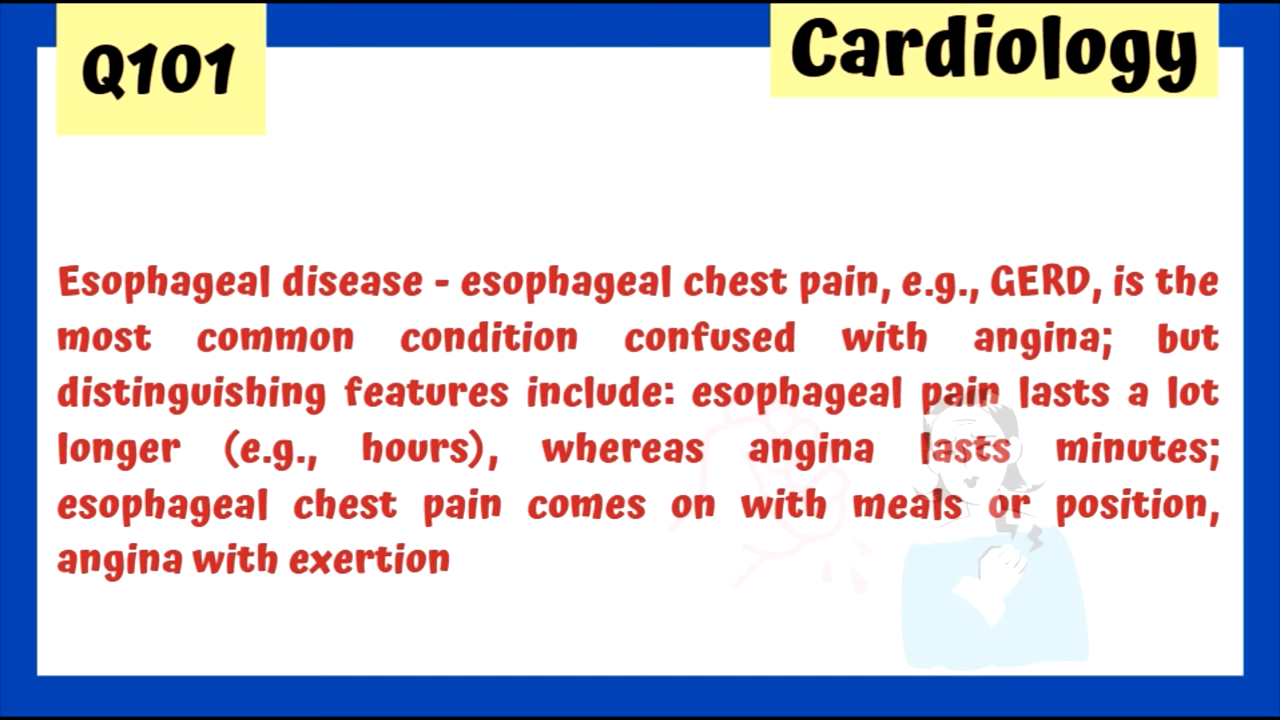 Q101
Cardiology
Esophageal disease - esophageal chest pain, e.g., GERD, is the
most common condition confused with angina; but
distinguishing features include: esophageal pain lasts a lot
longer (e.g., hours), whereas angina lasts minutes;
esophageal chest pain comes on with meals or position,
angina with exertion